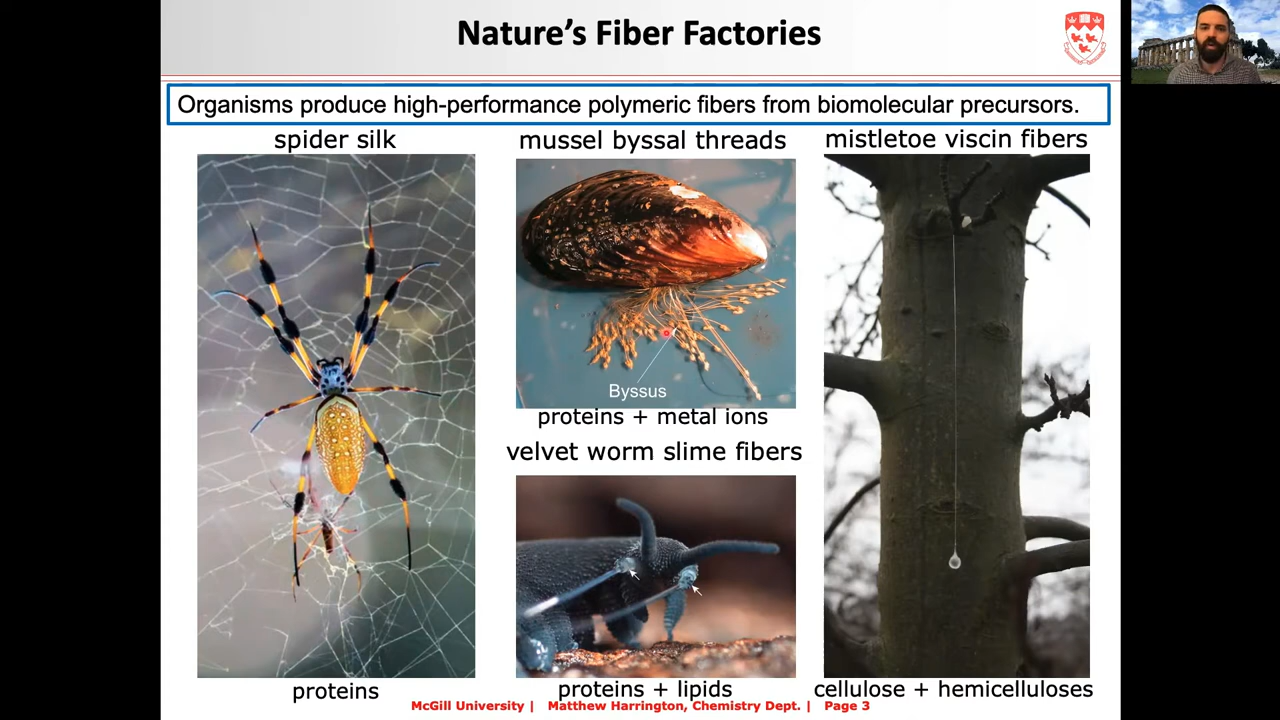 Nature's Fiber Factories
Organisms produce high-performance polymeric fibers from biomolecular precursors.
spider silk
proteins
mussel byssal threads
Byssus
proteins + metal ions
velvet worm slime fibers
proteins + lipids
mistletoe viscin fibers
cellulose + hemicelluloses
McGill University | Matthew Harrington, Chemistry Dept. | Page 3